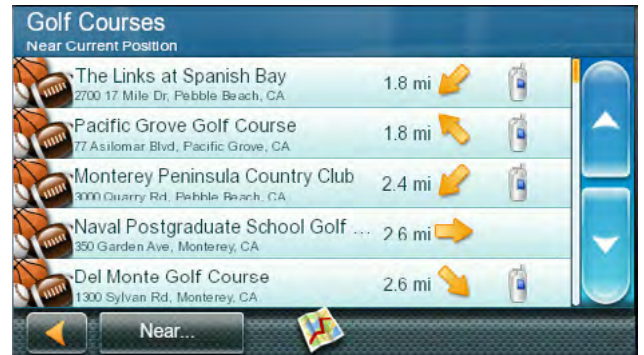 Golf Courses
Near Current Position
The Links at Spanish Bay 1.8 mi
2700 17 Mile Dr, Pebble Beach, CA
Pacific Grove Golf Course 1.8 mi
77 Asilomar Blvd, Pacific Grove, CA
Monterey Peninsula Country Club 2.4 mi
3000 Quarry Rd, Pebble Beach, CA
Naval Postgraduate School Golf ... 2.6 mi
350 Garden Ave, Monterey, CA
Del Monte Golf Course 2.6 mi
1300 Sylvan Rd, Monterey, CA
Near...